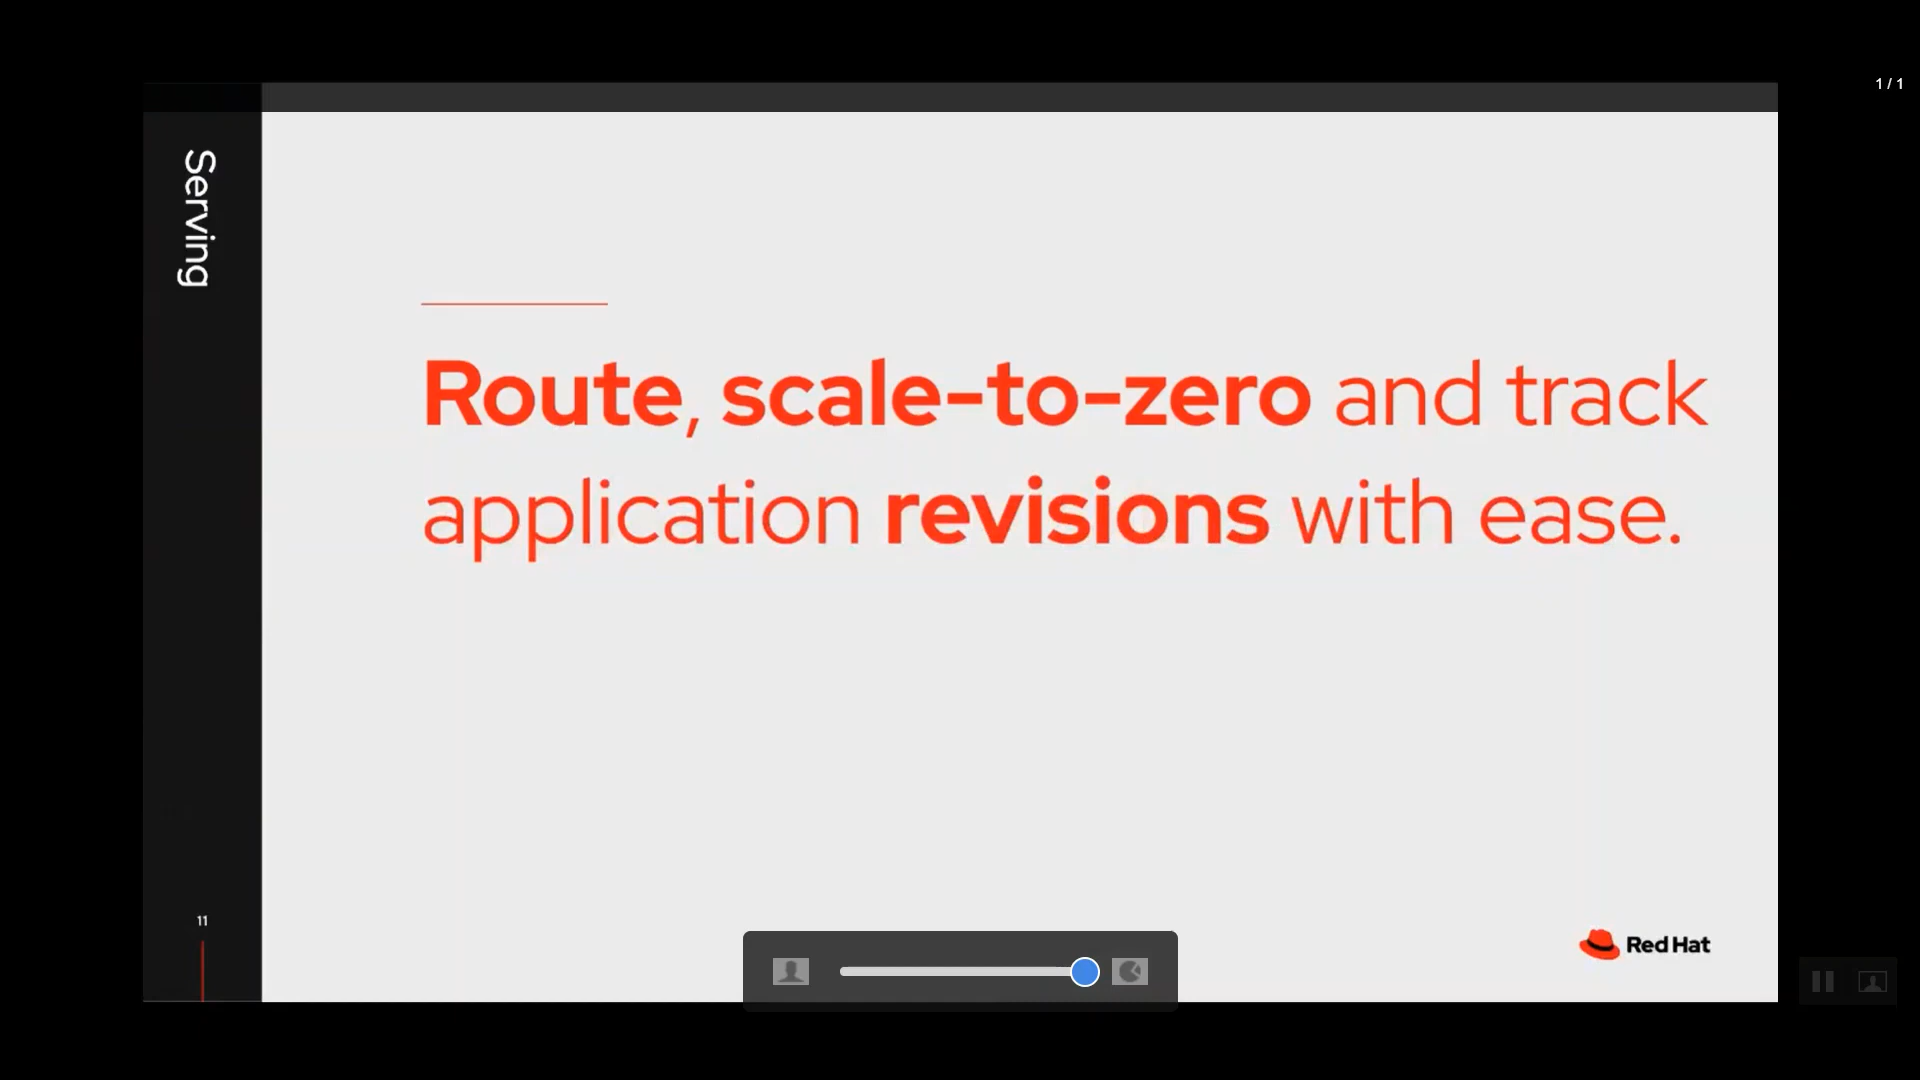 1 / 1
Serving
Route, scale-to-zero and track
application revisions with ease.
11
Red Hat